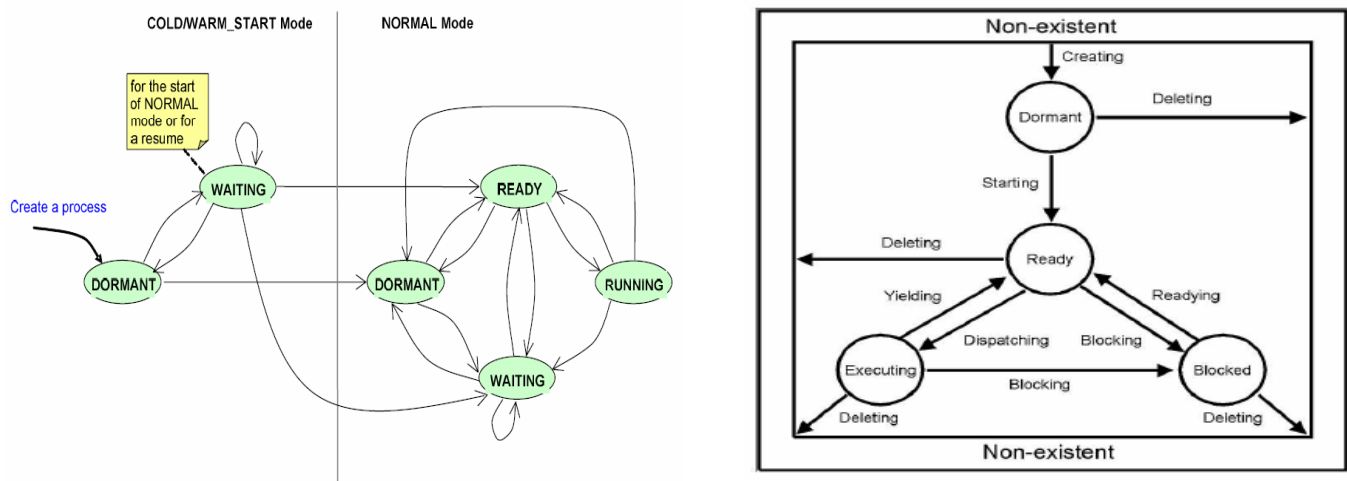 COLD/WARM_START Mode
NORMAL Mode
for the start
of NORMAL
mode or for
a resume
WAITING
READY
Create a process
DORMANT
DORMANT
RUNNING
WAITING
Non-existent
Creating
Dormant
Deleting
Starting
Deleting
Ready
Yielding
Readying
Dispatching
Blocking
Executing
Blocked
Blocking
Deleting
Deleting
Non-existent